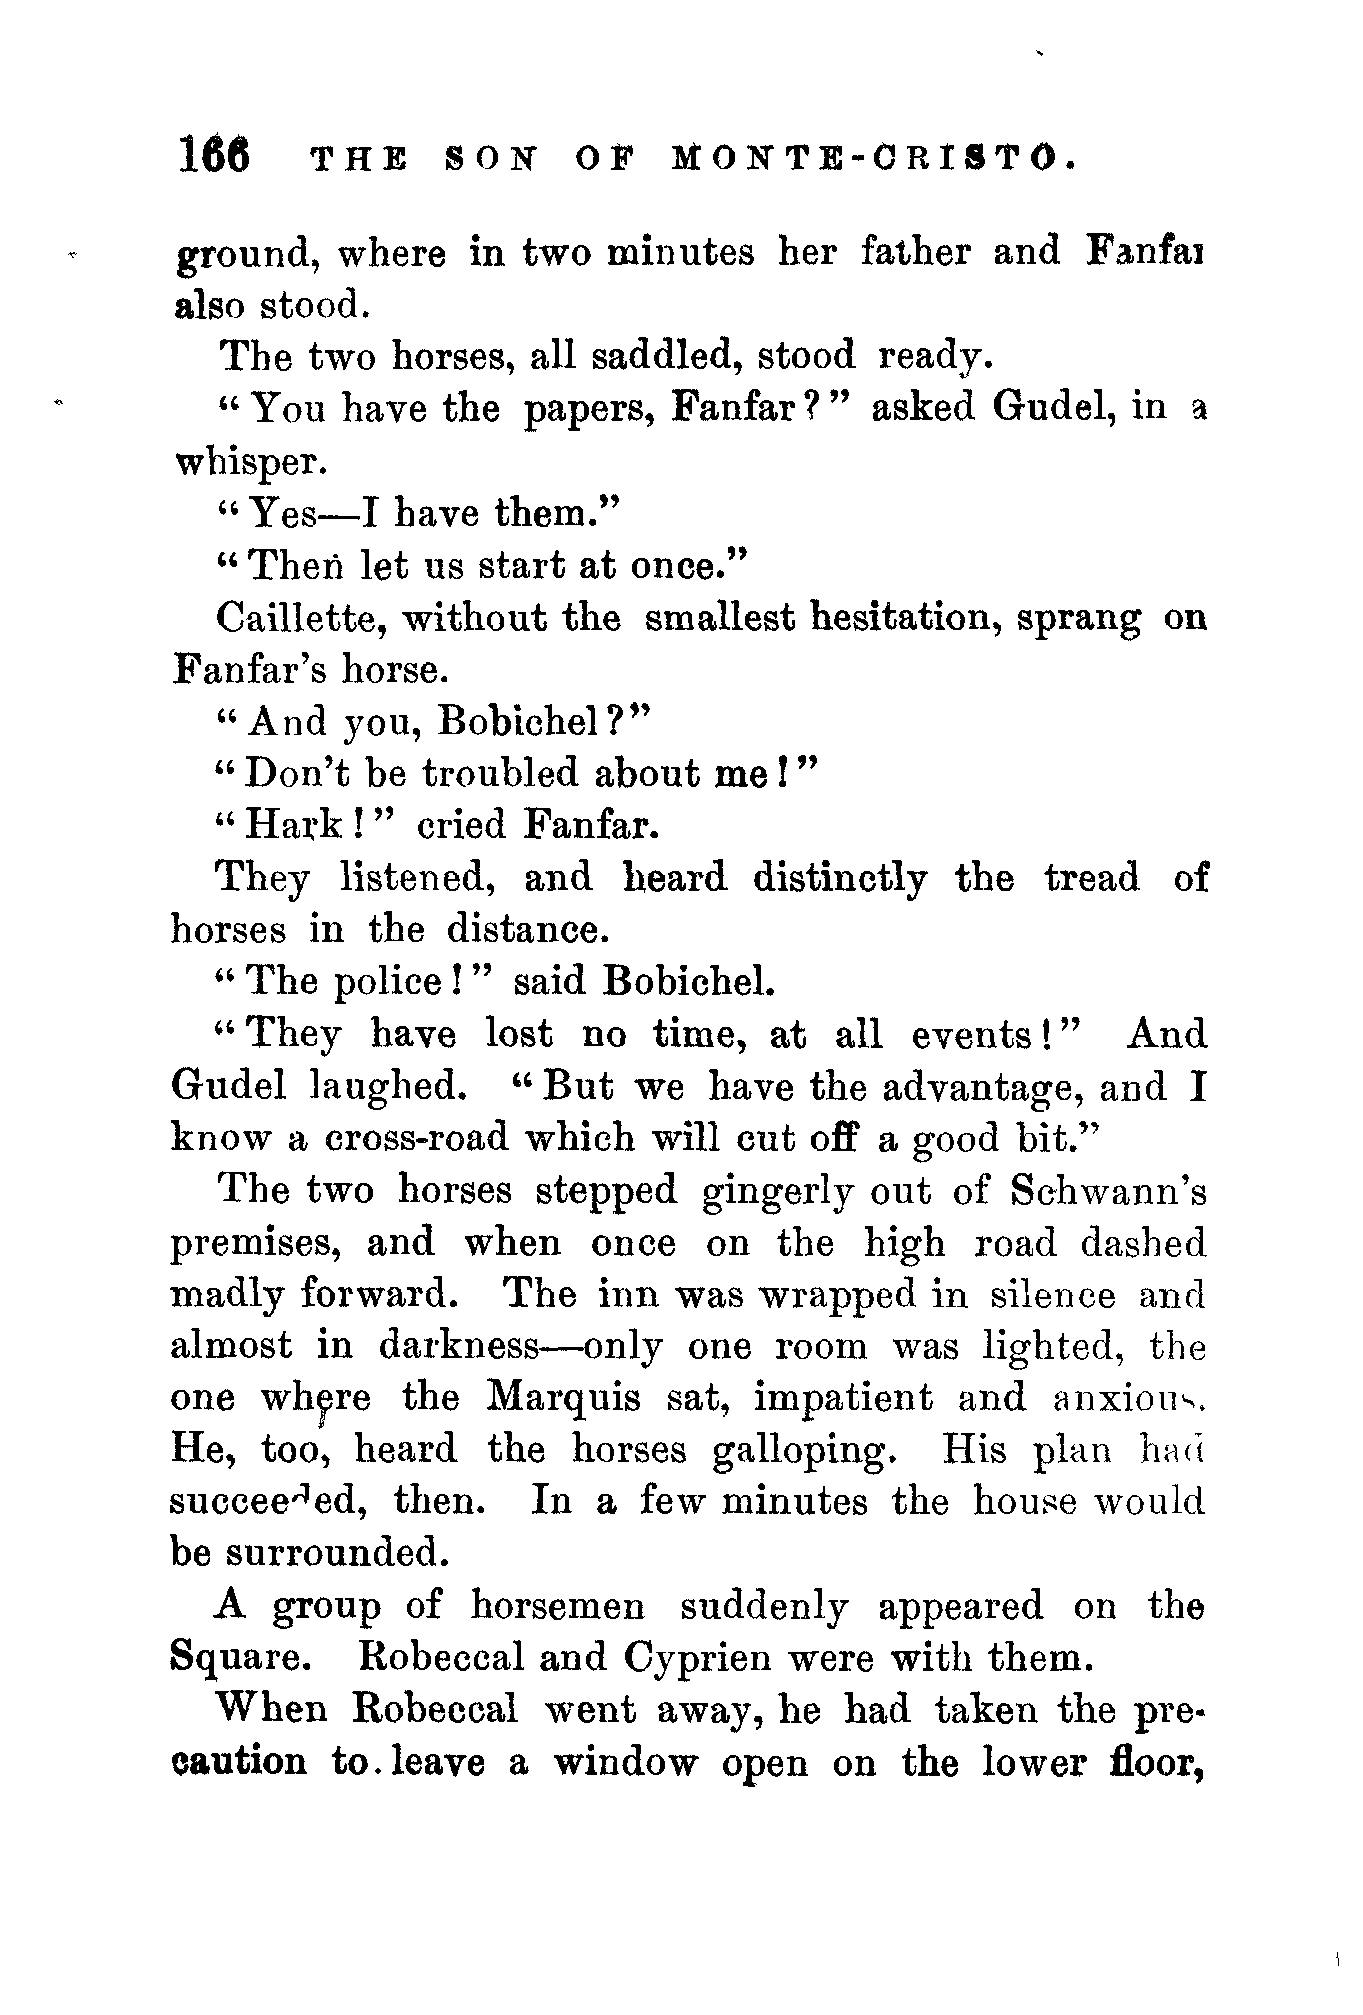 166 THE SON OF MONTE-CRISTO.
ground, where in two minutes her father and Fanfar
also stood.
The two horses, all saddled, stood ready.
“You have the papers, Fanfar?” asked Gudel, in a
whisper.
“Yes—I have them.”
“Then let us start at once.”
Caillette, without the smallest hesitation, sprang on
Fanfar's horse.
“And you, Bobichel?”
“Don't be troubled about me!”
“Hark!” cried Fanfar.
They listened, and heard distinctly the tread of
horses in the distance.
“The police!” said Bobichel.
“They have lost no time, at all events!” And
Gudel laughed. “But we have the advantage, and I
know a cross-road which will cut off a good bit.”
The two horses stepped gingerly out of Schwann's
premises, and when once on the high road dashed
madly forward. The inn was wrapped in silence and
almost in darkness—only one room was lighted, the
one where the Marquis sat, impatient and anxious.
He, too, heard the horses galloping. His plan had
succeeded, then. In a few minutes the house would
be surrounded.
A group of horsemen suddenly appeared on the
Square. Robeccal and Cyprien were with them.
When Robeccal went away, he had taken the pre-
caution to leave a window open on the lower floor,